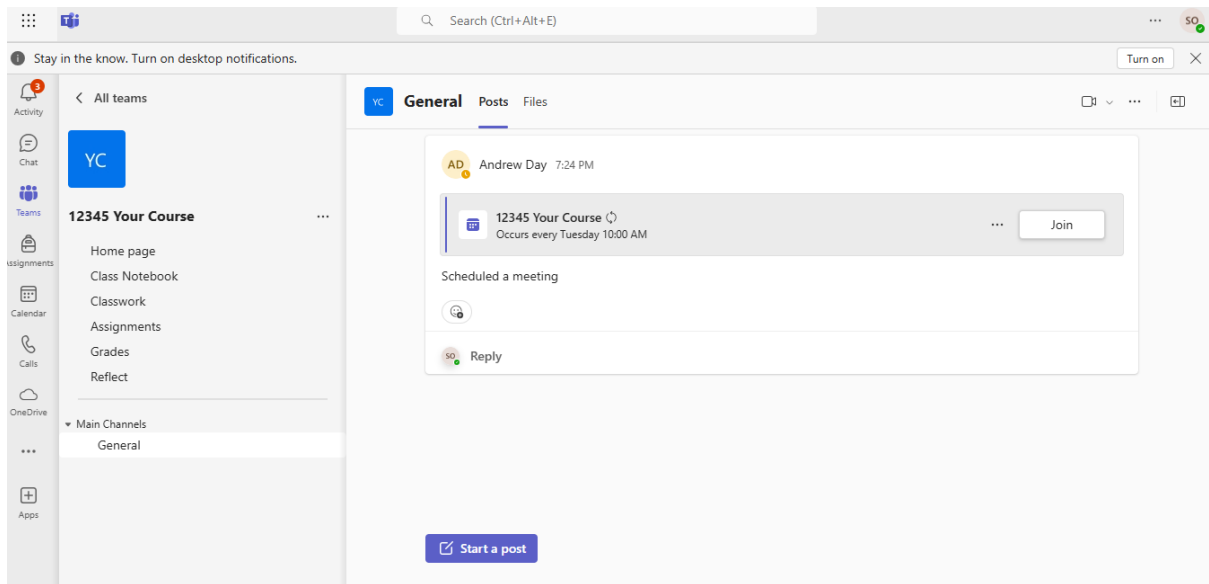 Search (Ctrl+Alt+E)
SO
Stay in the know. Turn on desktop notifications.
Turn on
3
Activity
Chat
Teams
Assignments
Calendar
Calls
OneDrive
Apps
All teams
YC
12345 Your Course
Home page
Class Notebook
Classwork
Assignments
Grades
Reflect
Main Channels
General
YC
General Posts Files
AD Andrew Day 7:24 PM
12345 Your Course
Occurs every Tuesday 10:00 AM
Join
Scheduled a meeting
SO Reply
Start a post